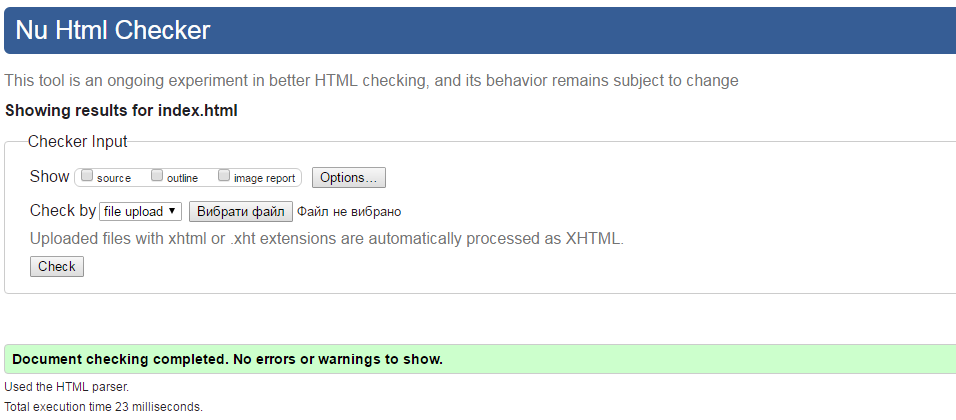 Nu Html Checker
This tool is an ongoing experiment in better HTML checking, and its behavior remains subject to change
Showing results for index.html
Checker Input
Show source outline image report Options...
Check by file upload Вибрати файл Файл не вибрано
Uploaded files with xhtml or .xht extensions are automatically processed as XHTML.
Check
Document checking completed. No errors or warnings to show.
Used the HTML parser.
Total execution time 23 milliseconds.